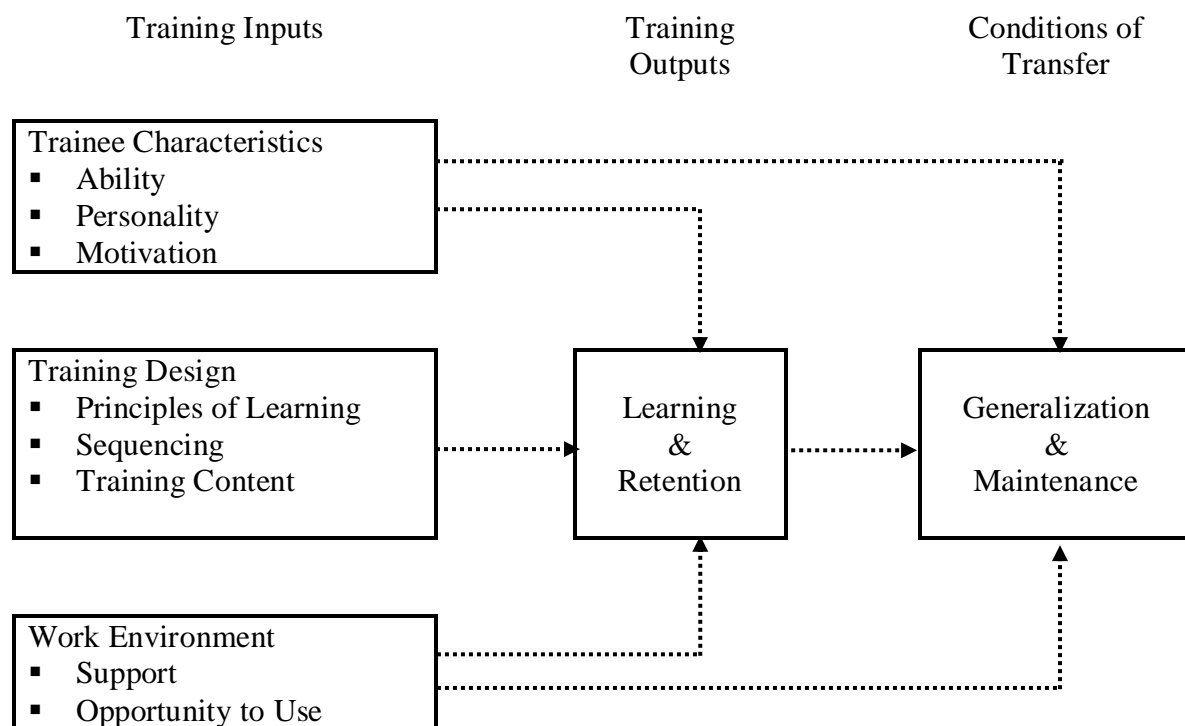 Training Inputs
Training
Outputs
Conditions of
Transfer
Trainee Characteristics
▪ Ability
▪ Personality
▪ Motivation
Training Design
▪ Principles of Learning
▪ Sequencing
▪ Training Content
Learning
&
Retention
Generalization
&
Maintenance
Work Environment
▪ Support
▪ Opportunity to Use